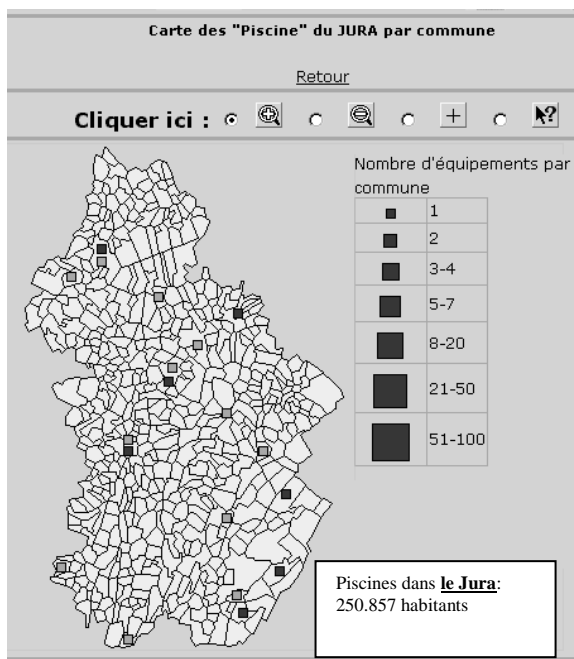 Carte des "Piscine" du JURA par commune
Retour
Cliquer ici :
Nombre d'équipements par
commune
1
2
3-4
5-7
8-20
21-50
51-100
Piscines dans le Jura:
250.857 habitants